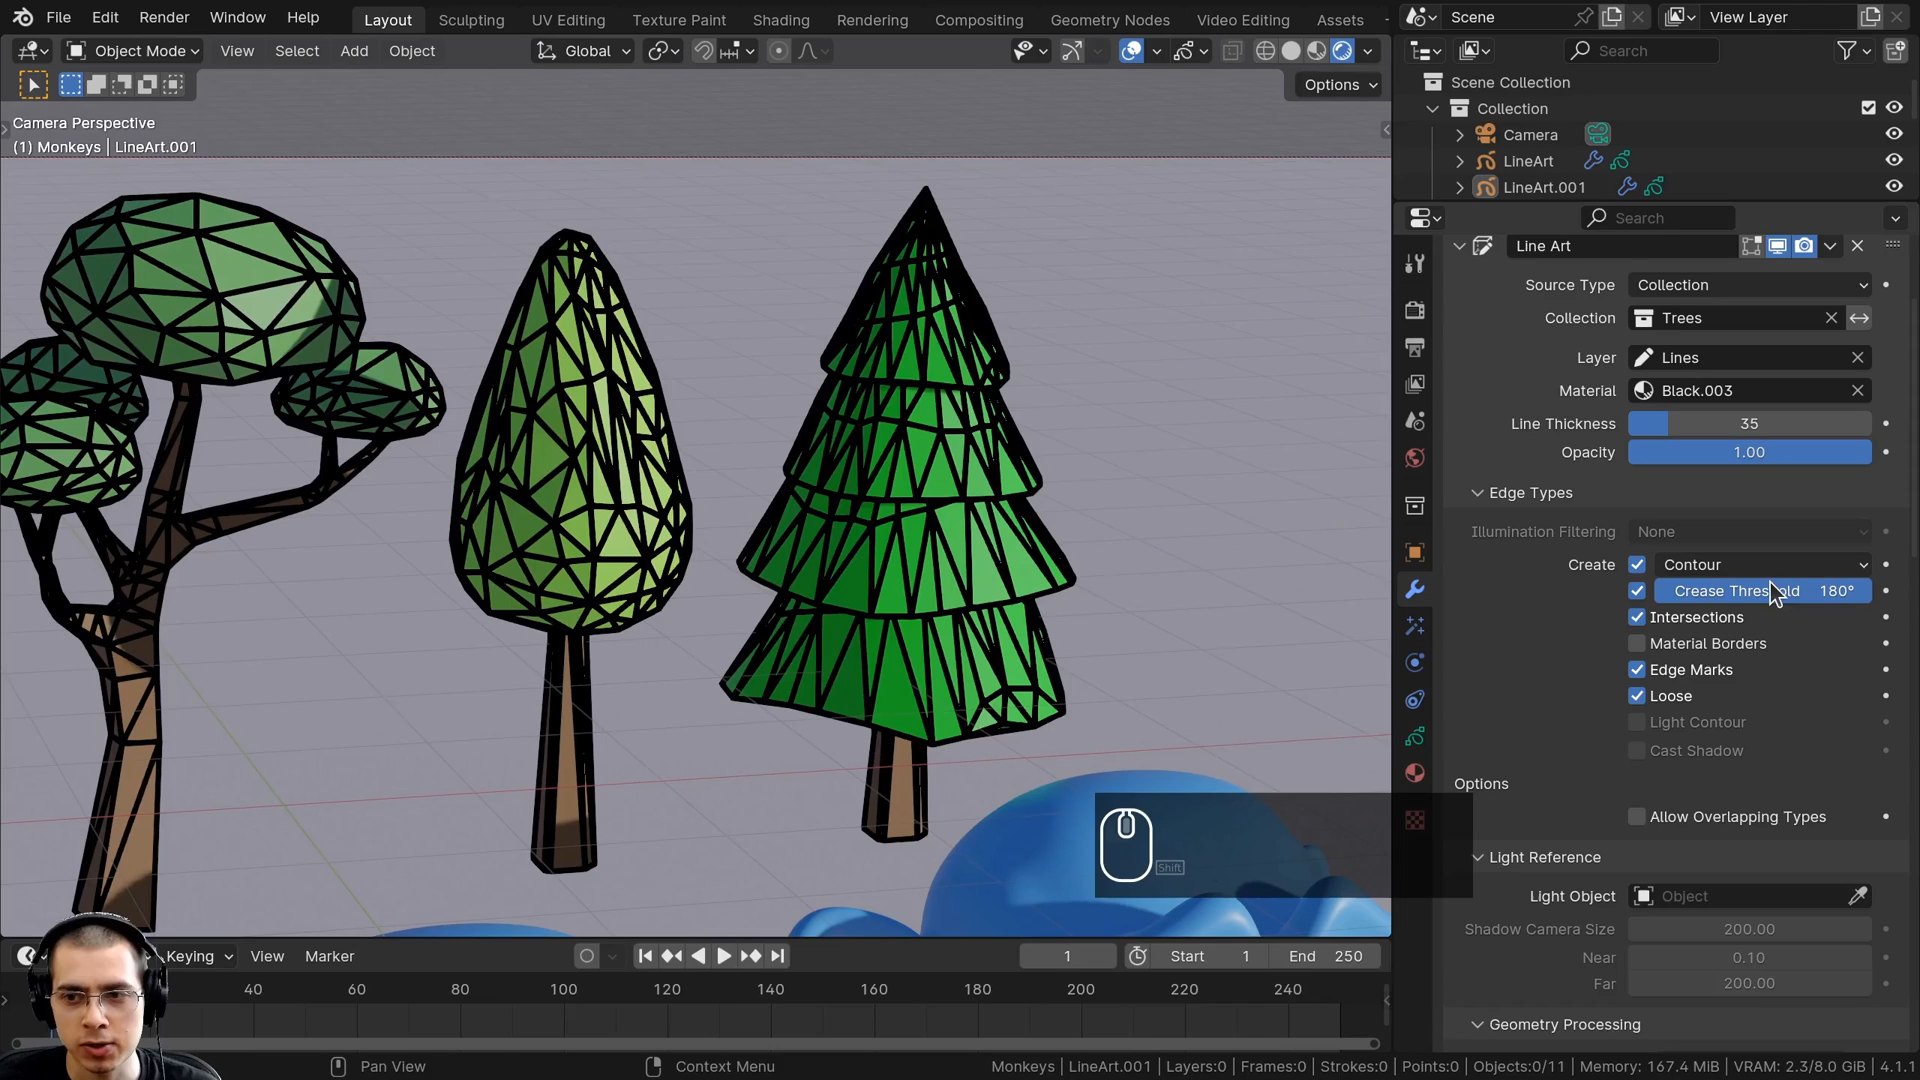 File Edit Render Window Help Layout Sculpting UV Editing Texture Paint Shading Rendering Compositing Geometry Nodes Video Editing Assets Scene View Layer
Object Mode View Select Add Object Global Search
Options
Scene Collection
Collection
Camera
LineArt
LineArt.001
Camera Perspective
(1) Monkeys | LineArt.001
Search
Line Art
Source Type Collection
Collection Trees
Layer Lines
Material Black.003
Line Thickness 35
Opacity 1.00
Edge Types
Illumination Filtering None
Create Contour
Crease Threshold 180°
Intersections
Material Borders
Edge Marks
Loose
Light Contour
Cast Shadow
Options
Allow Overlapping Types
Light Reference
Light Object Object
Shadow Camera Size 200.00
Near 0.10
Far 200.00
Geometry Processing
Shift
Keying View Marker 1 Start 1 End 250
40 60 80 100 120 140 160 180 200 220 240
Pan View Context Menu Monkeys | LineArt.001 Layers:0 | Frames:0 | Strokes:0 | Points:0 | Objects:0/11 | Memory: 167.4 MiB | VRAM: 2.3/8.0 GiB | 4.1.1